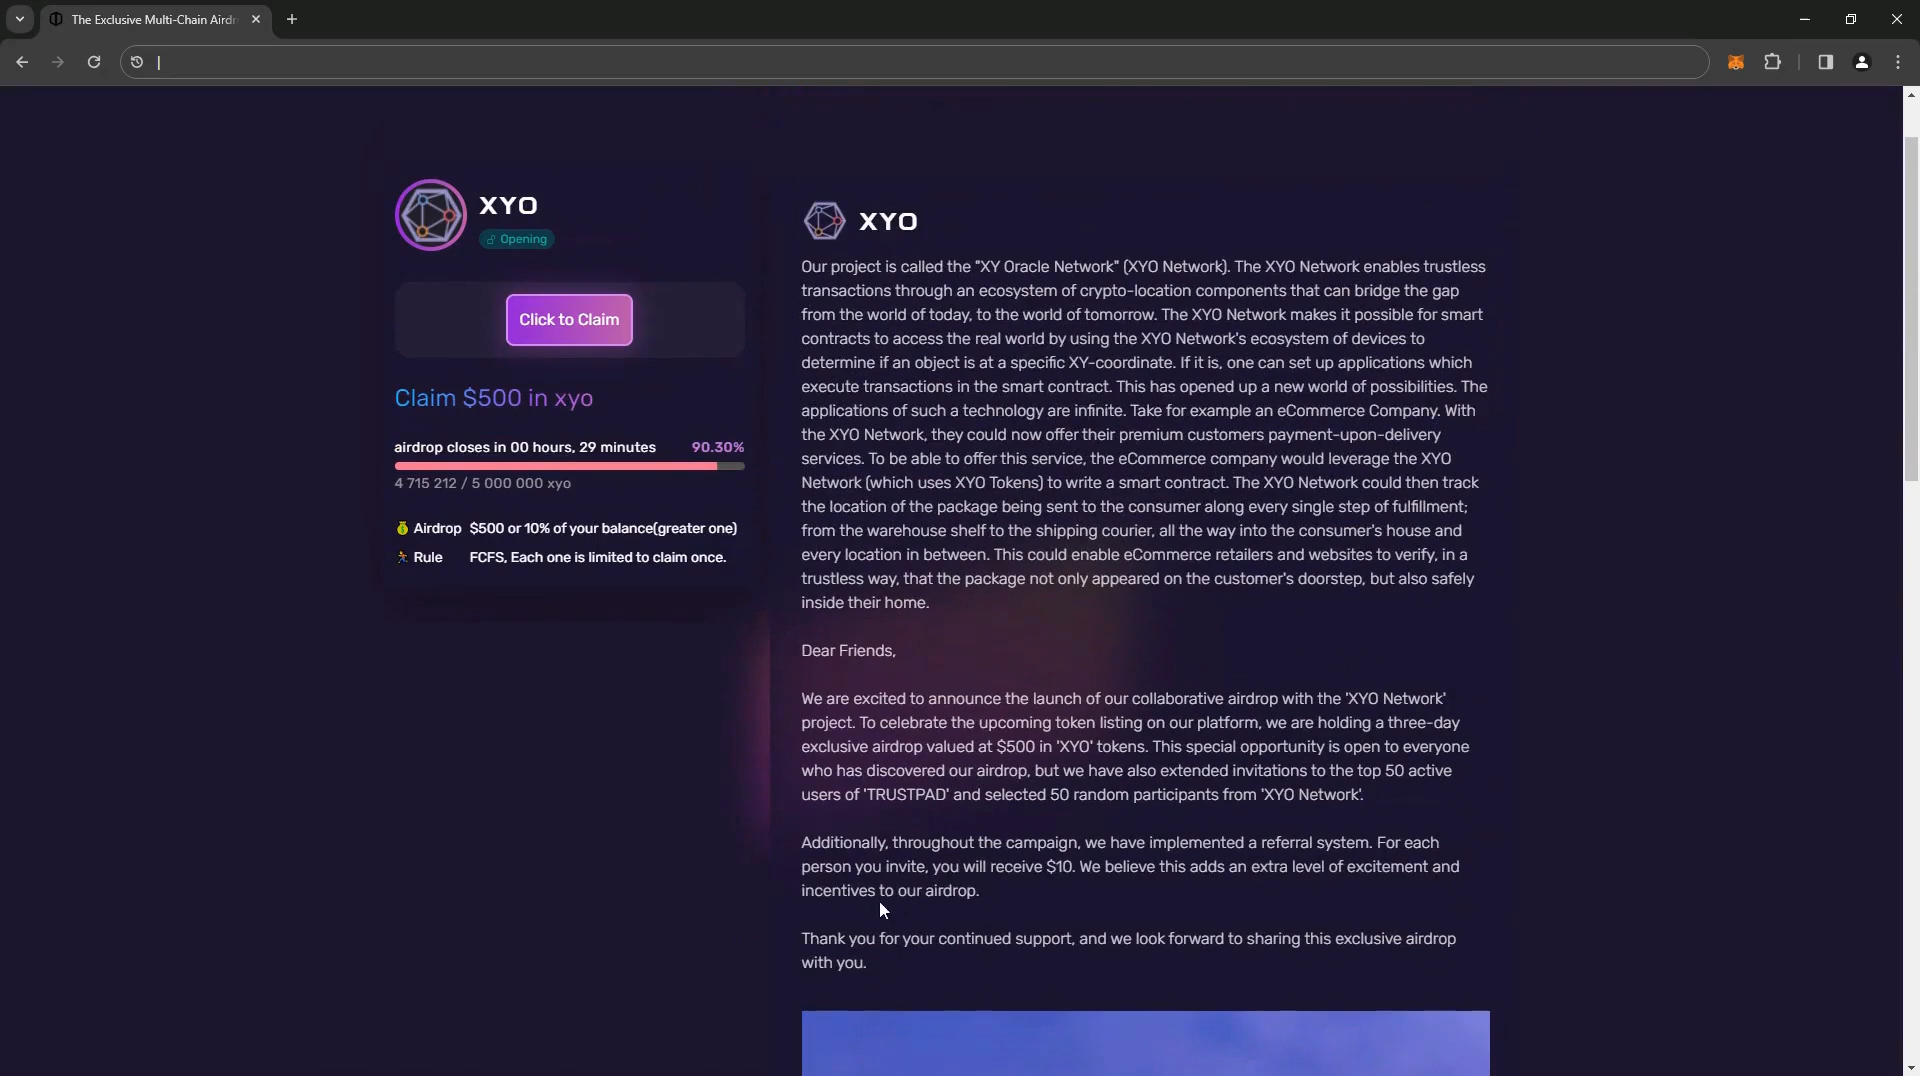 The Exclusive Multi-Chain Airdr
XYO
Opening
Click to Claim
Claim $500 in xyo
airdrop closes in 00 hours, 29 minutes 90.30%
4 715 212 / 5 000 000 xyo
Airdrop $500 or 10% of your balance(greater one)
Rule FCFS, Each one is limited to claim once.
XYO
Our project is called the "XY Oracle Network" (XYO Network). The XYO Network enables trustless
transactions through an ecosystem of crypto-location components that can bridge the gap
from the world of today, to the world of tomorrow. The XYO Network makes it possible for smart
contracts to access the real world by using the XYO Network's ecosystem of devices to
determine if an object is at a specific XY-coordinate. If it is, one can set up applications which
execute transactions in the smart contract. This has opened up a new world of possibilities. The
applications of such a technology are infinite. Take for example an eCommerce Company. With
the XYO Network, they could now offer their premium customers payment-upon-delivery
services. To be able to offer this service, the eCommerce company would leverage the XYO
Network (which uses XYO Tokens) to write a smart contract. The XYO Network could then track
the location of the package being sent to the consumer along every single step of fulfillment;
from the warehouse shelf to the shipping courier, all the way into the consumer's house and
every location in between. This could enable eCommerce retailers and websites to verify, in a
trustless way, that the package not only appeared on the customer's doorstep, but also safely
inside their home.
Dear Friends,
We are excited to announce the launch of our collaborative airdrop with the 'XYO Network'
project. To celebrate the upcoming token listing on our platform, we are holding a three-day
exclusive airdrop valued at $500 in 'XYO' tokens. This special opportunity is open to everyone
who has discovered our airdrop, but we have also extended invitations to the top 50 active
users of 'TRUSTPAD' and selected 50 random participants from 'XYO Network'.
Additionally, throughout the campaign, we have implemented a referral system. For each
person you invite, you will receive $10. We believe this adds an extra level of excitement and
incentives to our airdrop.
Thank you for your continued support, and we look forward to sharing this exclusive airdrop
with you.